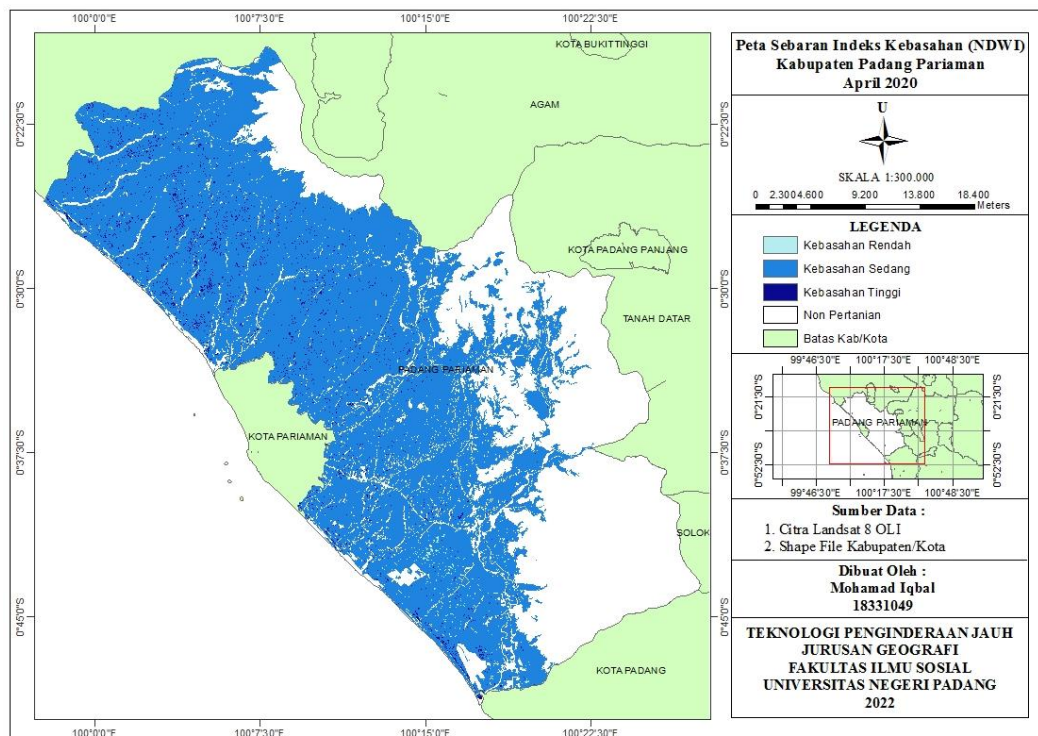 100°0'0"E
100°7'30"E
100°15'0"E
100°22'30"E
0°22'30"S
0°30'0"S
0°37'30"S
0°45'0"S
0°22'30"S
0°30'0"S
0°37'30"S
0°45'0"S
100°0'0"E
100°7'30"E
100°15'0"E
100°22'30"E
KOTA BUKITTINGGI
AGAM
KOTA PADANG PANJANG
TANAH DATAR
PADANG PARIAMAN
KOTA PARIAMAN
SOLOK
KOTA PADANG
Peta Sebaran Indeks Kebasahan (NDWI)
Kabupaten Padang Pariaman
April 2020
U
SKALA 1:300.000
0 2.300 4.600 9.200 13.800 18.400
Meters
LEGENDA
Kebasahan Rendah
Kebasahan Sedang
Kebasahan Tinggi
Non Pertanian
Batas Kab/Kota
99°46'30"E 100°17'30"E 100°48'30"E
0°21'30"S
0°52'30"S
PADANG PARIAMAN
0°21'30"S
0°52'30"S
99°46'30"E 100°17'30"E 100°48'30"E
Sumber Data :
1. Citra Landsat 8 OLI
2. Shape File Kabupaten/Kota
Dibuat Oleh :
Mohamad Iqbal
18331049
TEKNOLOGI PENGINDERAAN JAUH
JURUSAN GEOGRAFI
FAKULTAS ILMU SOSIAL
UNIVERSITAS NEGERI PADANG
2022